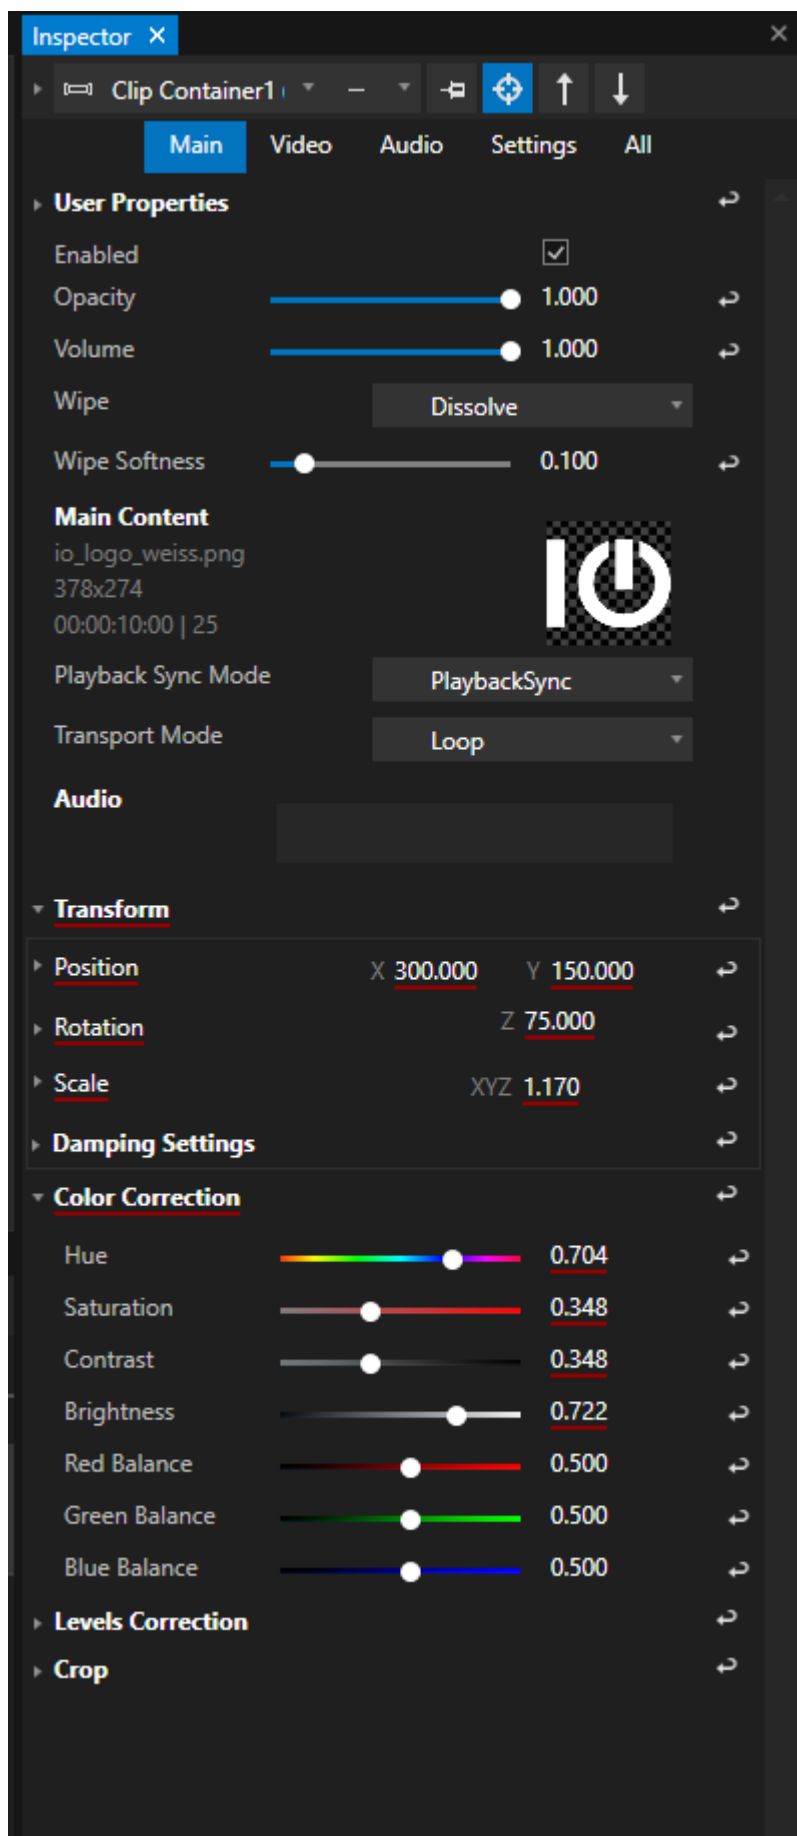 Inspector
Clip Container1
Main Video Audio Settings All
User Properties
Enabled
Opacity 1.000
Volume 1.000
Wipe Dissolve
Wipe Softness 0.100
Main Content
io_logo_weiss.png
378x274
00:00:10:00 | 25
Playback Sync Mode PlaybackSync
Transport Mode Loop
Audio
Transform
Position X 300.000 Y 150.000
Rotation Z 75.000
Scale XYZ 1.170
Damping Settings
Color Correction
Hue 0.704
Saturation 0.348
Contrast 0.348
Brightness 0.722
Red Balance 0.500
Green Balance 0.500
Blue Balance 0.500
Levels Correction
Crop